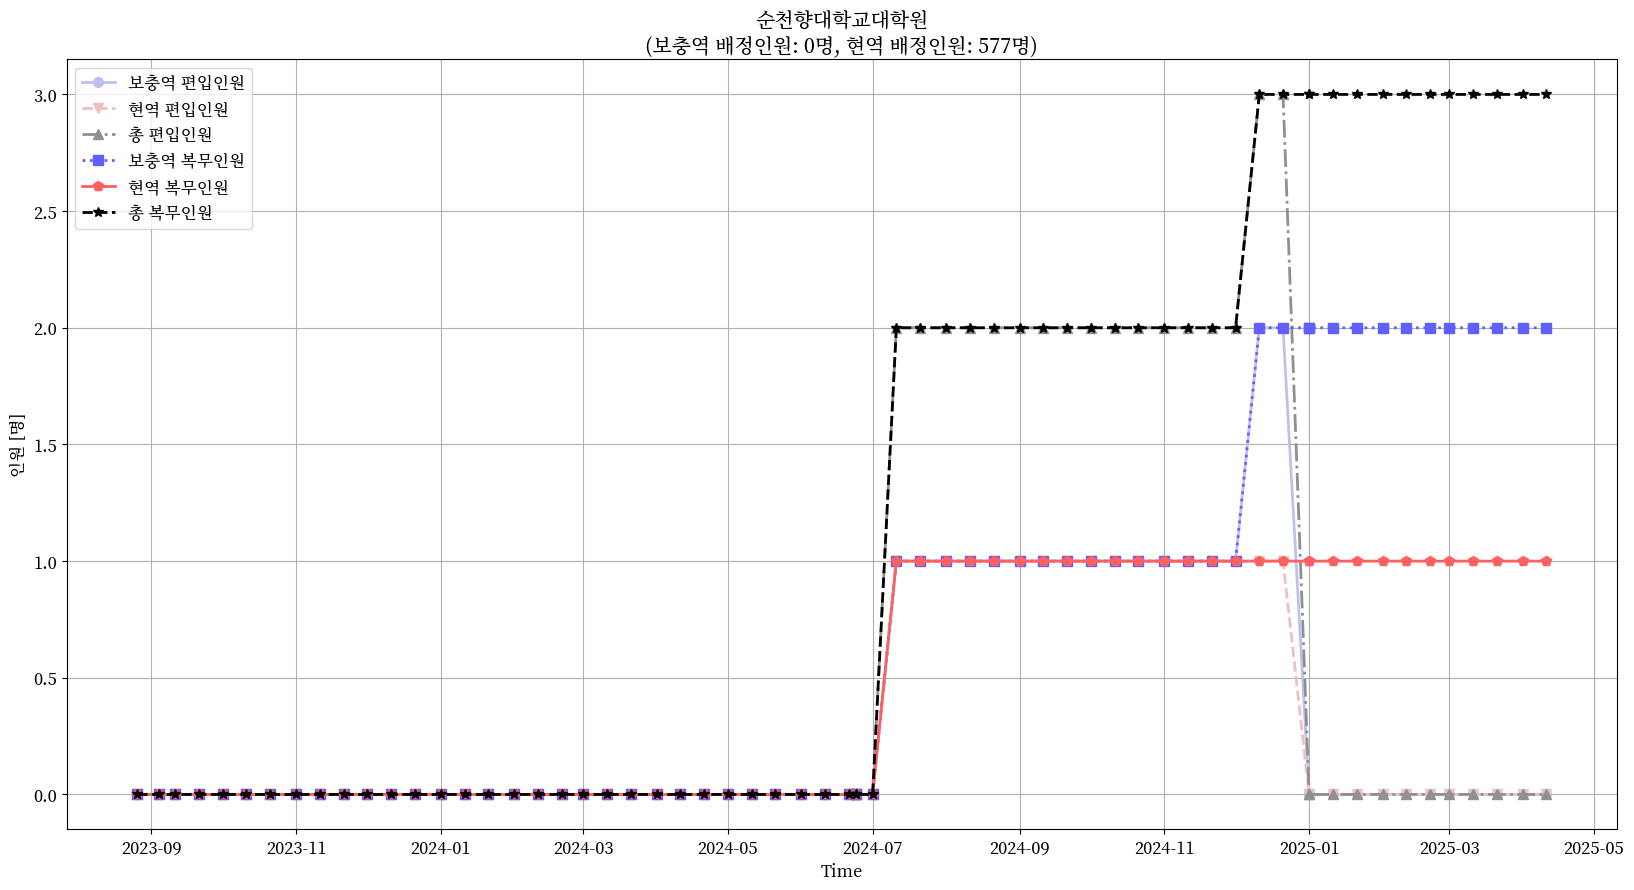 순천향대학교대학원
(보충역 배정인원: 0명, 현역 배정인원: 577명)
보충역 편입인원
현역 편입인원
총 편입인원
보충역 복무인원
현역 복무인원
총 복무인원
3.0
2.5
2.0
1.5
1.0
0.5
0.0
인원 [명]
2023-09
2023-11
2024-01
2024-03
2024-05
2024-07
2024-09
2024-11
2025-01
2025-03
2025-05
Time